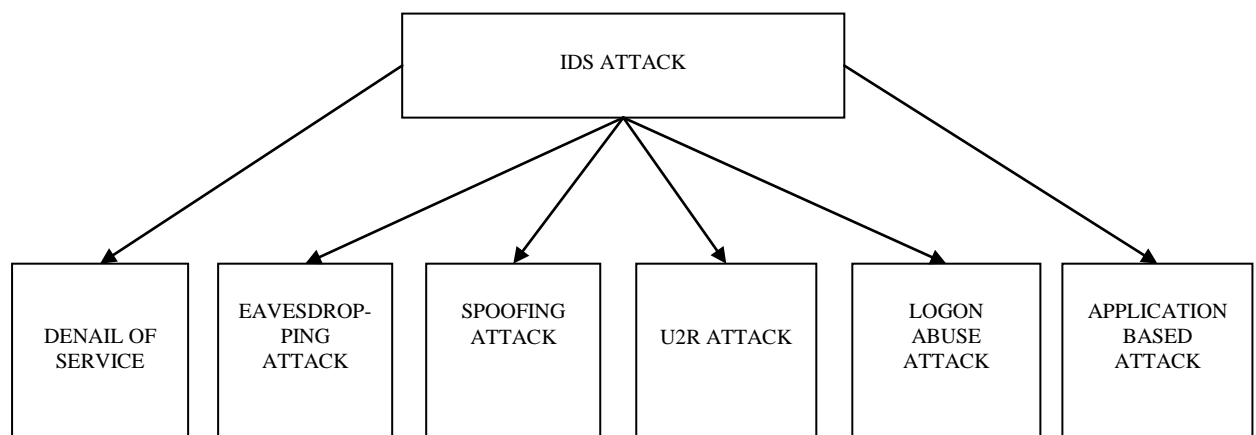 IDS ATTACK
DENAIL OF
SERVICE
EAVESDROP-
PING
ATTACK
SPOOFING
ATTACK
U2R ATTACK
LOGON
ABUSE
ATTACK
APPLICATION
BASED
ATTACK